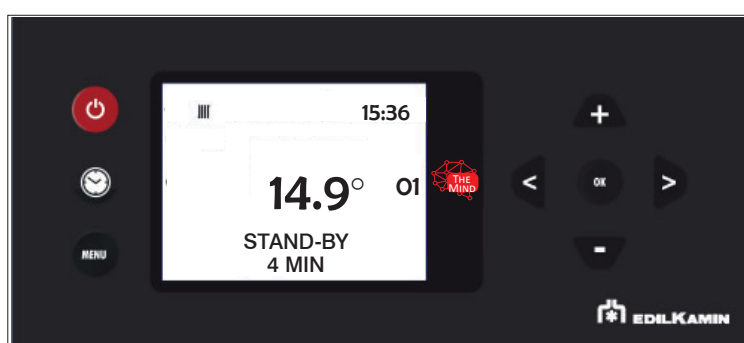 15:36
14.9° 01
THE
MIND
STAND-BY
4 MIN
MENU
+
< OK >
-
EDILKAMIN